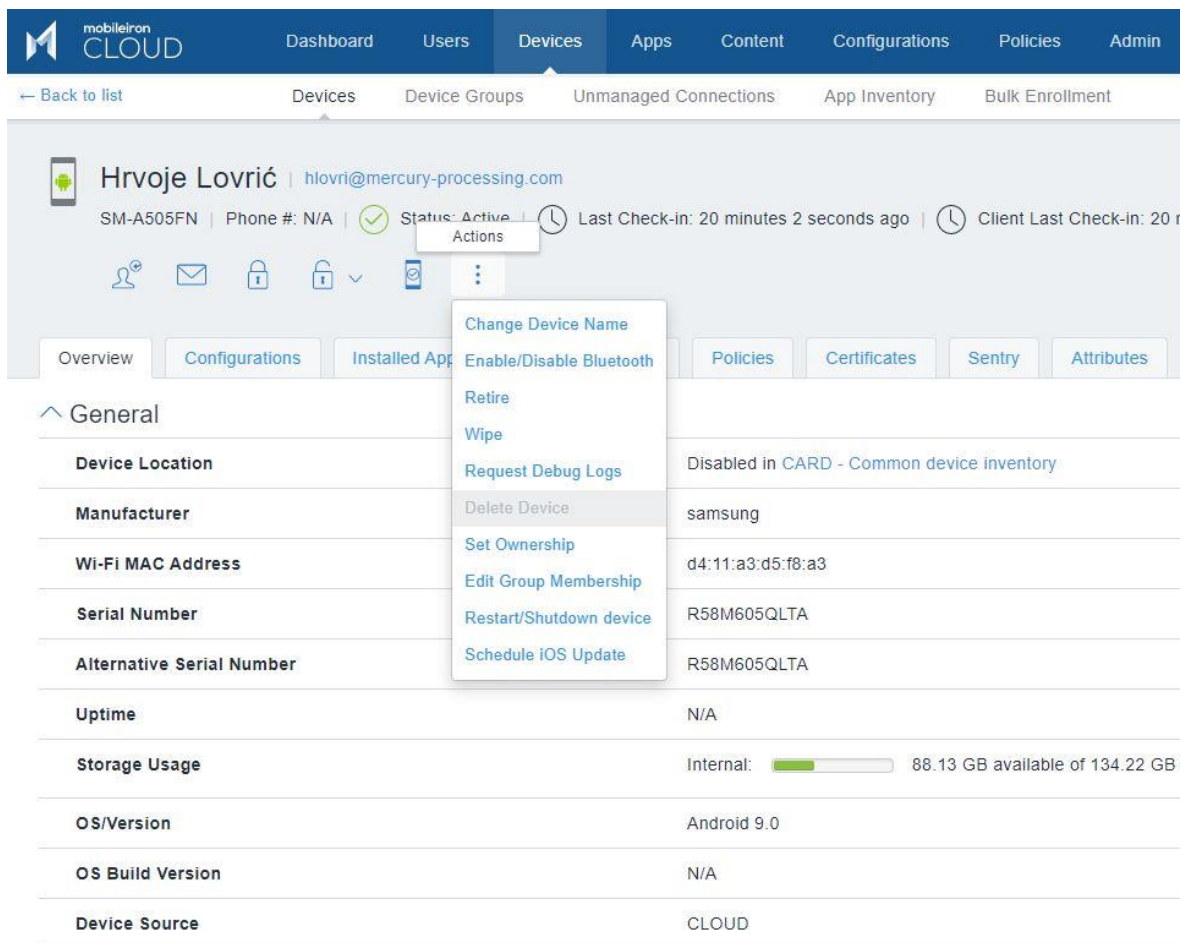 mobileiron
CLOUD
Dashboard Users Devices Apps Content Configurations Policies Admin
← Back to list Devices Device Groups Unmanaged Connections App Inventory Bulk Enrollment
Hrvoje Lovrić | hlovri@mercury-processing.com
SM-A505FN | Phone #: N/A | Status: Active | Last Check-in: 20 minutes 2 seconds ago | Client Last Check-in: 20
Actions
Change Device Name
Overview Configurations Installed App Policies Certificates Sentry Attributes
Enable/Disable Bluetooth
Retire
General
Wipe
Device Location Disabled in CARD - Common device inventory
Request Debug Logs
Delete Device
Manufacturer samsung
Set Ownership
Wi-Fi MAC Address d4:11:a3:d5:f8:a3
Edit Group Membership
Serial Number R58M605QLTA
Restart/Shutdown device
Schedule iOS Update
Alternative Serial Number R58M605QLTA
Uptime N/A
Storage Usage Internal: 88.13 GB available of 134.22 GB
OS/Version Android 9.0
OS Build Version N/A
Device Source CLOUD